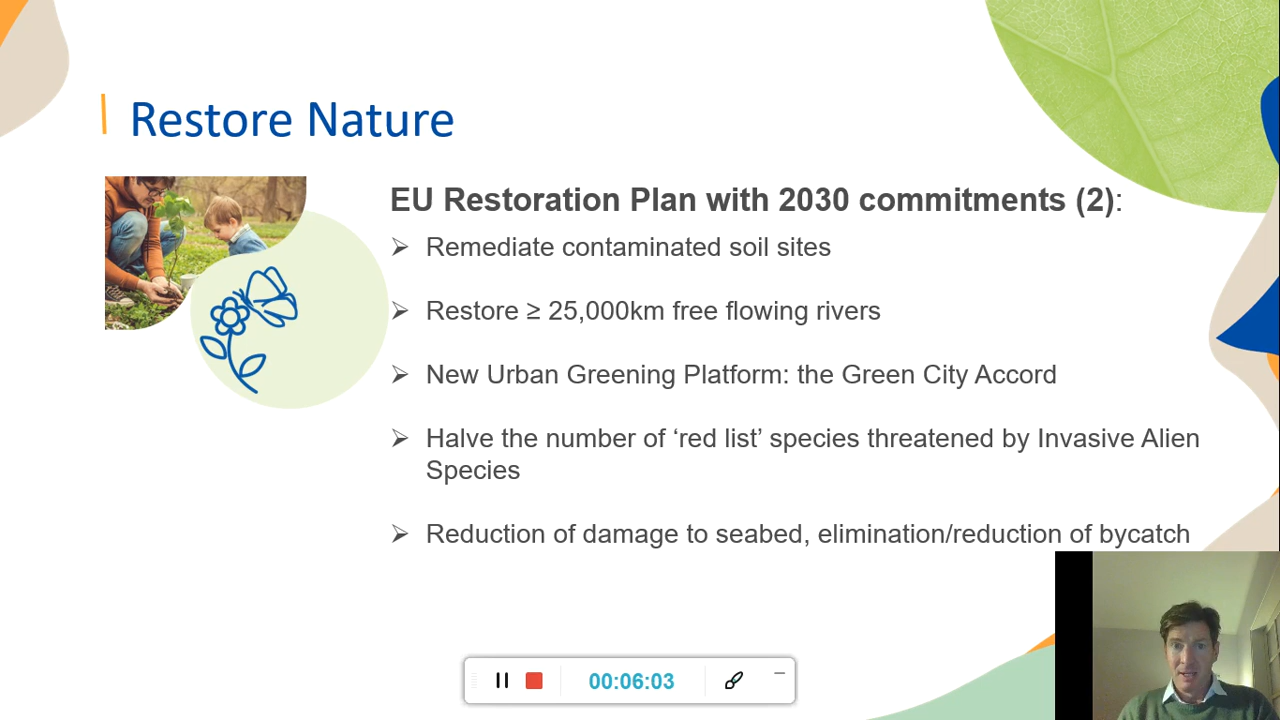 Restore Nature
EU Restoration Plan with 2030 commitments (2):
Remediate contaminated soil sites
Restore ≥ 25,000km free flowing rivers
New Urban Greening Platform: the Green City Accord
Halve the number of ‘red list’ species threatened by Invasive Alien
Species
Reduction of damage to seabed, elimination/reduction of bycatch
00:06:03